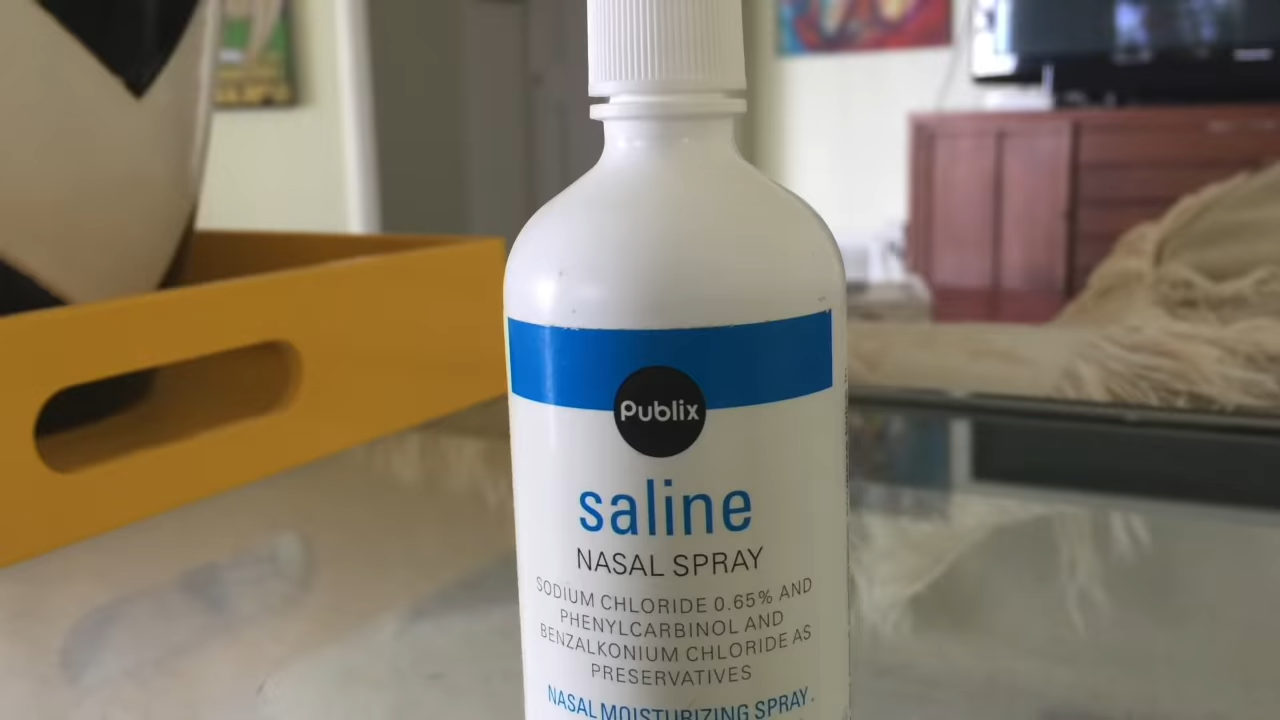 Publix
saline
NASAL SPRAY
SODIUM CHLORIDE 0.65% AND
PHENYLCARBINOL AND
BENZALKONIUM CHLORIDE AS
PRESERVATIVES
NASAL MOISTURIZING SPRAY